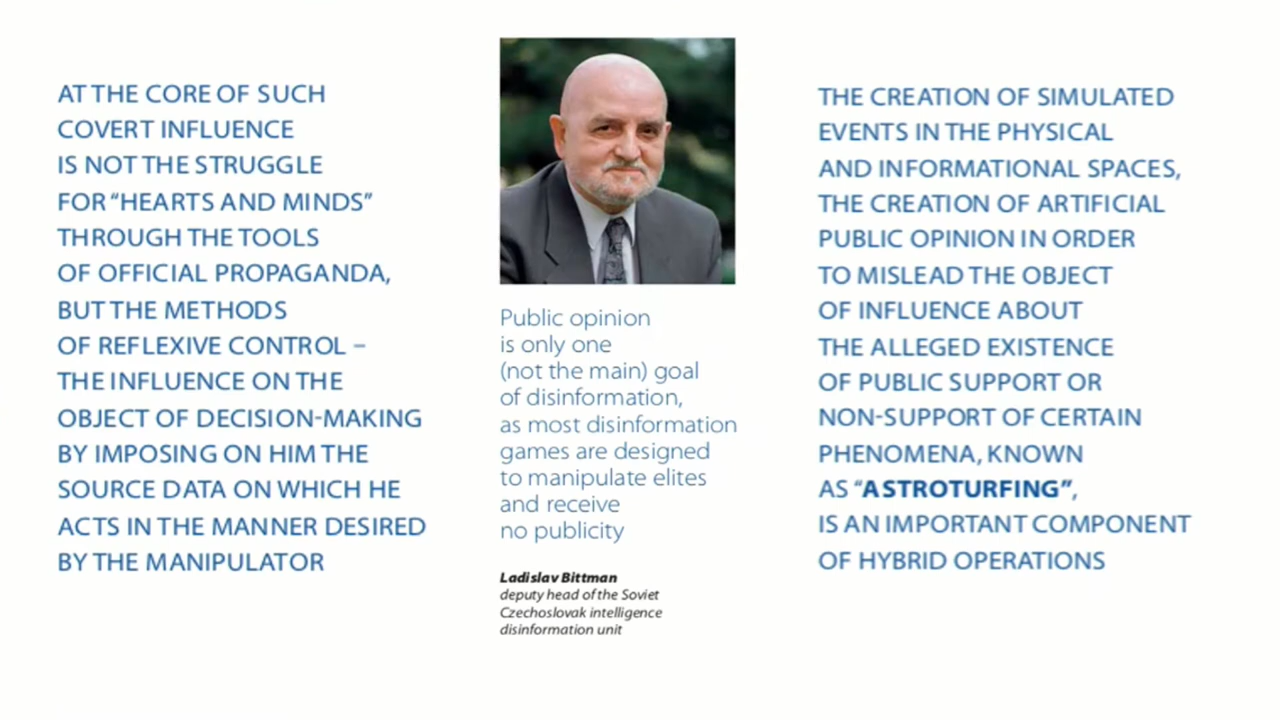 AT THE CORE OF SUCH
COVERT INFLUENCE
IS NOT THE STRUGGLE
FOR “HEARTS AND MINDS”
THROUGH THE TOOLS
OF OFFICIAL PROPAGANDA,
BUT THE METHODS
OF REFLEXIVE CONTROL –
THE INFLUENCE ON THE
OBJECT OF DECISION-MAKING
BY IMPOSING ON HIM THE
SOURCE DATA ON WHICH HE
ACTS IN THE MANNER DESIRED
BY THE MANIPULATOR
Public opinion
is only one
(not the main) goal
of disinformation,
as most disinformation
games are designed
to manipulate elites
and receive
no publicity
Ladislav Bittman
deputy head of the Soviet
Czechoslovak intelligence
disinformation unit
THE CREATION OF SIMULATED
EVENTS IN THE PHYSICAL
AND INFORMATIONAL SPACES,
THE CREATION OF ARTIFICIAL
PUBLIC OPINION IN ORDER
TO MISLEAD THE OBJECT
OF INFLUENCE ABOUT
THE ALLEGED EXISTENCE
OF PUBLIC SUPPORT OR
NON-SUPPORT OF CERTAIN
PHENOMENA, KNOWN
AS “ASTROTURFING”,
IS AN IMPORTANT COMPONENT
OF HYBRID OPERATIONS